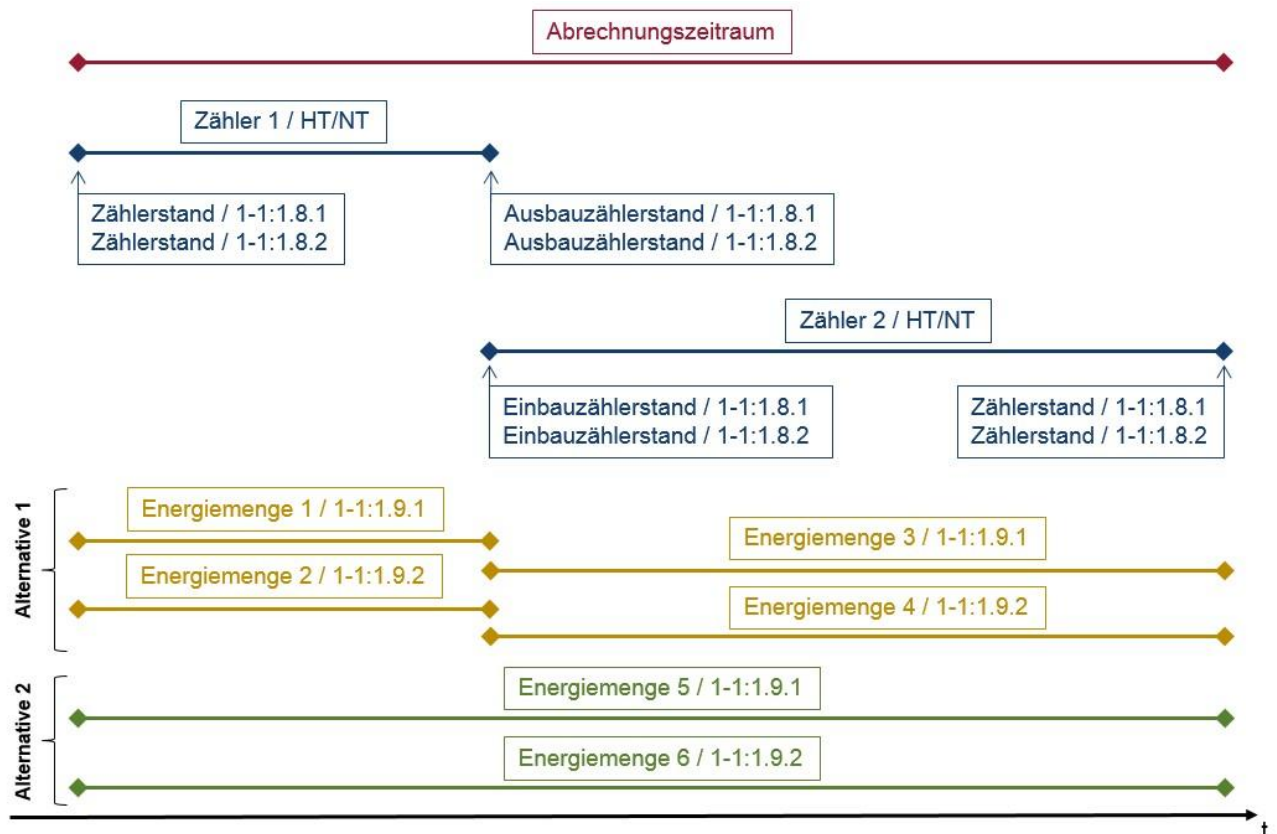 Abrechnungszeitraum
Zähler 1 / HT/NT
Zählerstand / 1-1:1.8.1
Zählerstand / 1-1:1.8.2
Ausbauzählerstand / 1-1:1.8.1
Ausbauzählerstand / 1-1:1.8.2
Zähler 2 / HT/NT
Einbauzählerstand / 1-1:1.8.1
Einbauzählerstand / 1-1:1.8.2
Zählerstand / 1-1:1.8.1
Zählerstand / 1-1:1.8.2
Alternative 1
Energiemenge 1 / 1-1:1.9.1
Energiemenge 3 / 1-1:1.9.1
Energiemenge 2 / 1-1:1.9.2
Energiemenge 4 / 1-1:1.9.2
Alternative 2
Energiemenge 5 / 1-1:1.9.1
Energiemenge 6 / 1-1:1.9.2
t